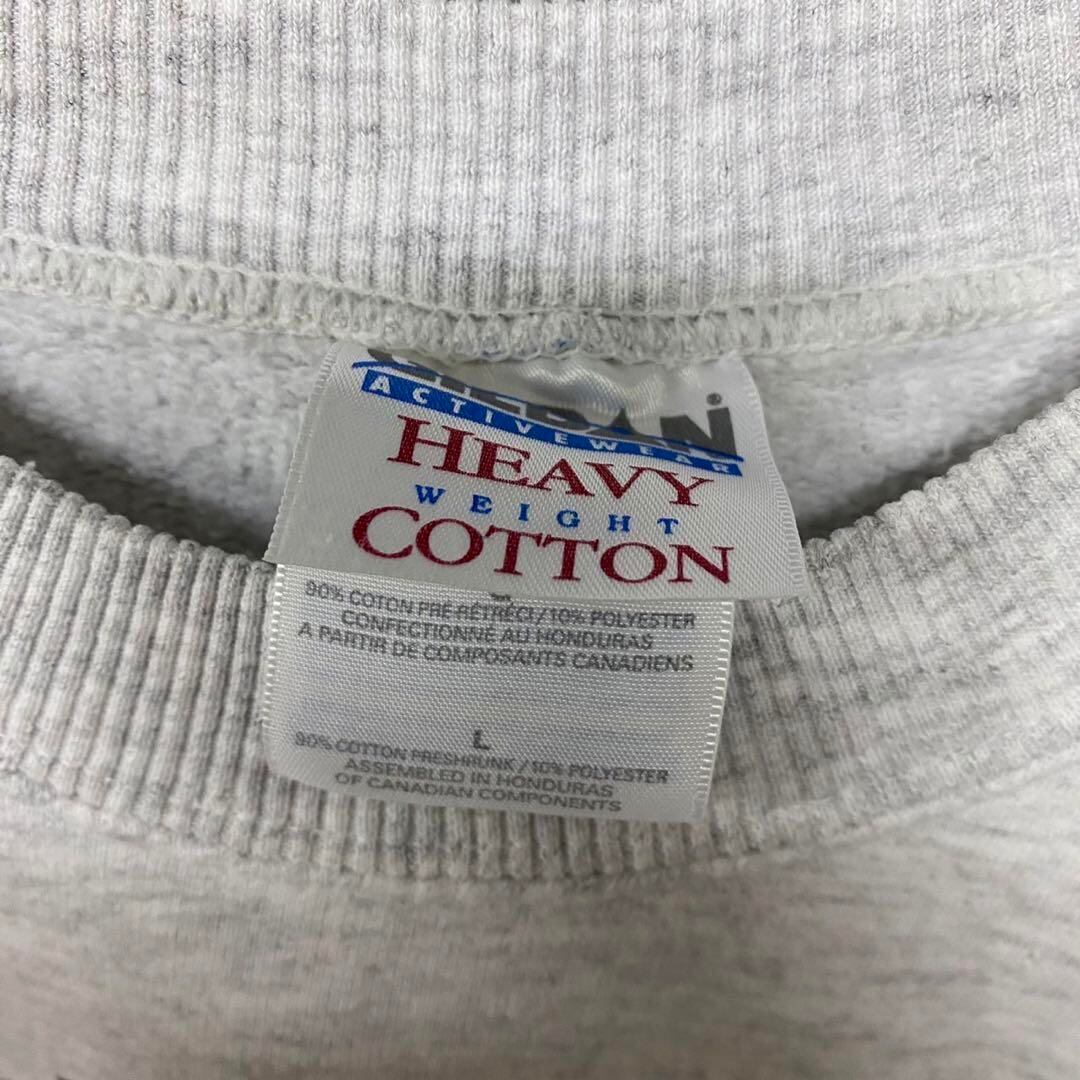 GILDAN
ACTIVEWEAR
HEAVY
WEIGHT
COTTON
90% COTON PRÉ-RÉTRÉCI/10% POLYESTER
CONFECTIONNÉ AU HONDURAS
A PARTIR DE COMPOSANTS CANADIENS
L
90% COTTON PRESHRUNK/10% POLYESTER
ASSEMBLED IN HONDURAS
OF CANADIAN COMPONENTS